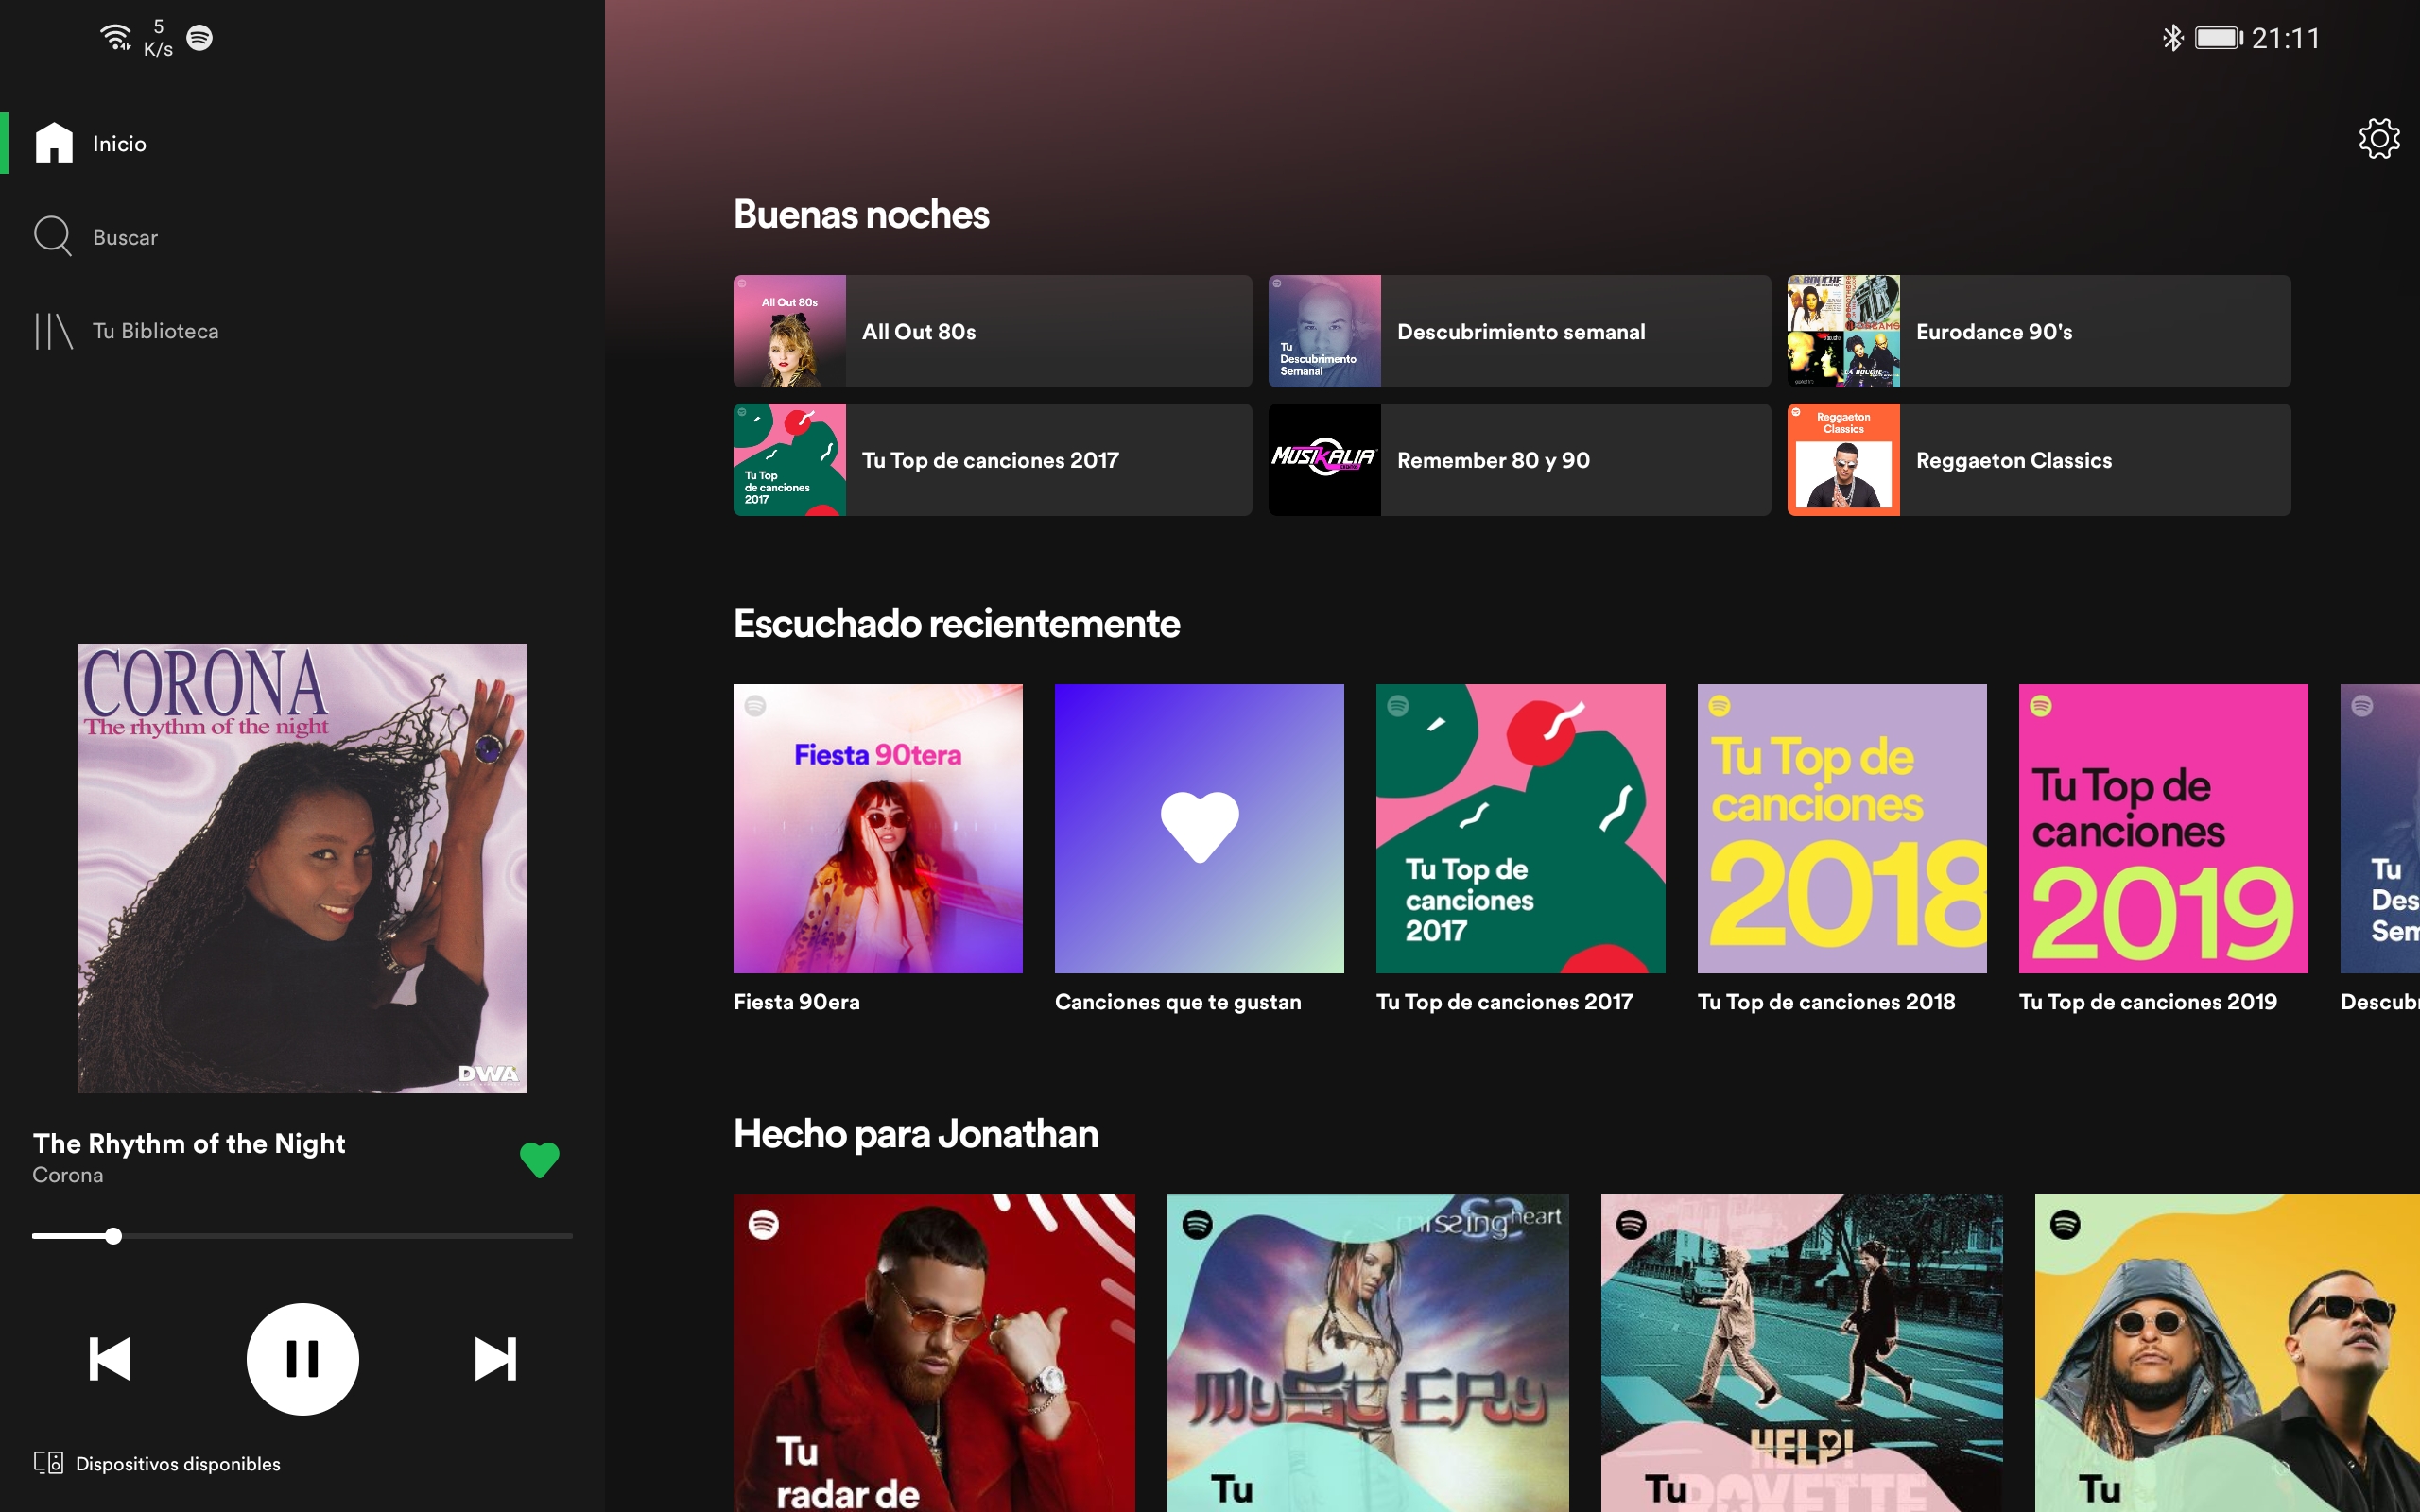 5
K/s
21:11
Inicio
Buscar
Tu Biblioteca
CORONA
The rhythm of the night
DWA
The Rhythm of the Night
Corona
Dispositivos disponibles
Buenas noches
All Out 80s
All Out 80s
Tu
Descubrimento
Semanal
Descubrimiento semanal
Eurodance 90's
Tu Top
de canciones
2017
Tu Top de canciones 2017
MUSIKALIA
Remember 80 y 90
Reggaeton
Classics
Reggaeton Classics
Escuchado recientemente
Fiesta 90tera
Fiesta 90era
Canciones que te gustan
Tu Top de
canciones
2017
Tu Top de canciones 2017
Tu Top de
canciones
2018
Tu Top de canciones 2018
Tu Top de
canciones
2019
Tu Top de canciones 2019
Tu
Des
Sem
Descub
Hecho para Jonathan
Tu
radar de
missing heart
Mystery
Tu
HELP!
ROXETTE
Tu
Tu